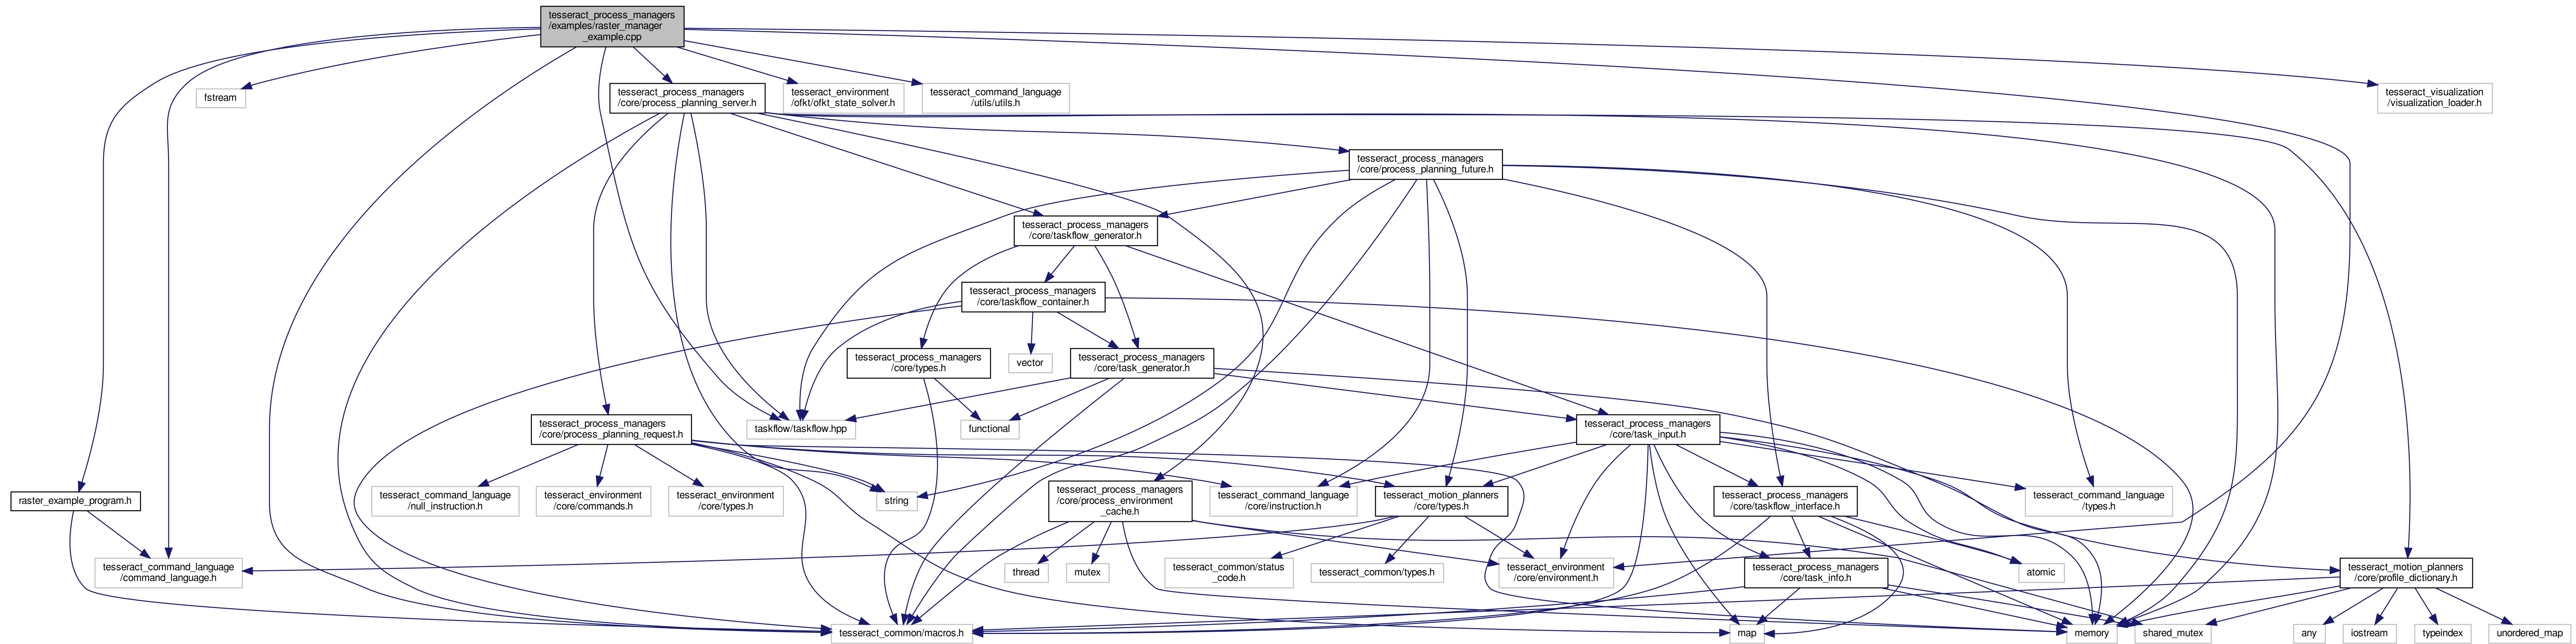 tesseract_process_managers
/examples/raster_manager
_example.cpp
fstream
tesseract_process_managers
/core/process_planning_server.h
tesseract_environment
/ofkt/ofkt_state_solver.h
tesseract_command_language
/utils/utils.h
tesseract_visualization
/visualization_loader.h
tesseract_process_managers
/core/process_planning_future.h
tesseract_process_managers
/core/taskflow_generator.h
tesseract_process_managers
/core/taskflow_container.h
tesseract_process_managers
/core/types.h
vector
tesseract_process_managers
/core/task_generator.h
tesseract_process_managers
/core/process_planning_request.h
taskflow/taskflow.hpp
functional
tesseract_process_managers
/core/task_input.h
raster_example_program.h
tesseract_command_language
/null_instruction.h
tesseract_environment
/core/commands.h
tesseract_environment
/core/types.h
string
tesseract_process_managers
/core/process_environment
_cache.h
tesseract_command_language
/core/instruction.h
tesseract_motion_planners
/core/types.h
tesseract_process_managers
/core/taskflow_interface.h
tesseract_command_language
/types.h
tesseract_command_language
/command_language.h
thread
mutex
tesseract_common/status
_code.h
tesseract_common/types.h
tesseract_environment
/core/environment.h
tesseract_process_managers
/core/task_info.h
atomic
tesseract_motion_planners
/core/profile_dictionary.h
tesseract_common/macros.h
map
memory
shared_mutex
any
iostream
typeindex
unordered_map